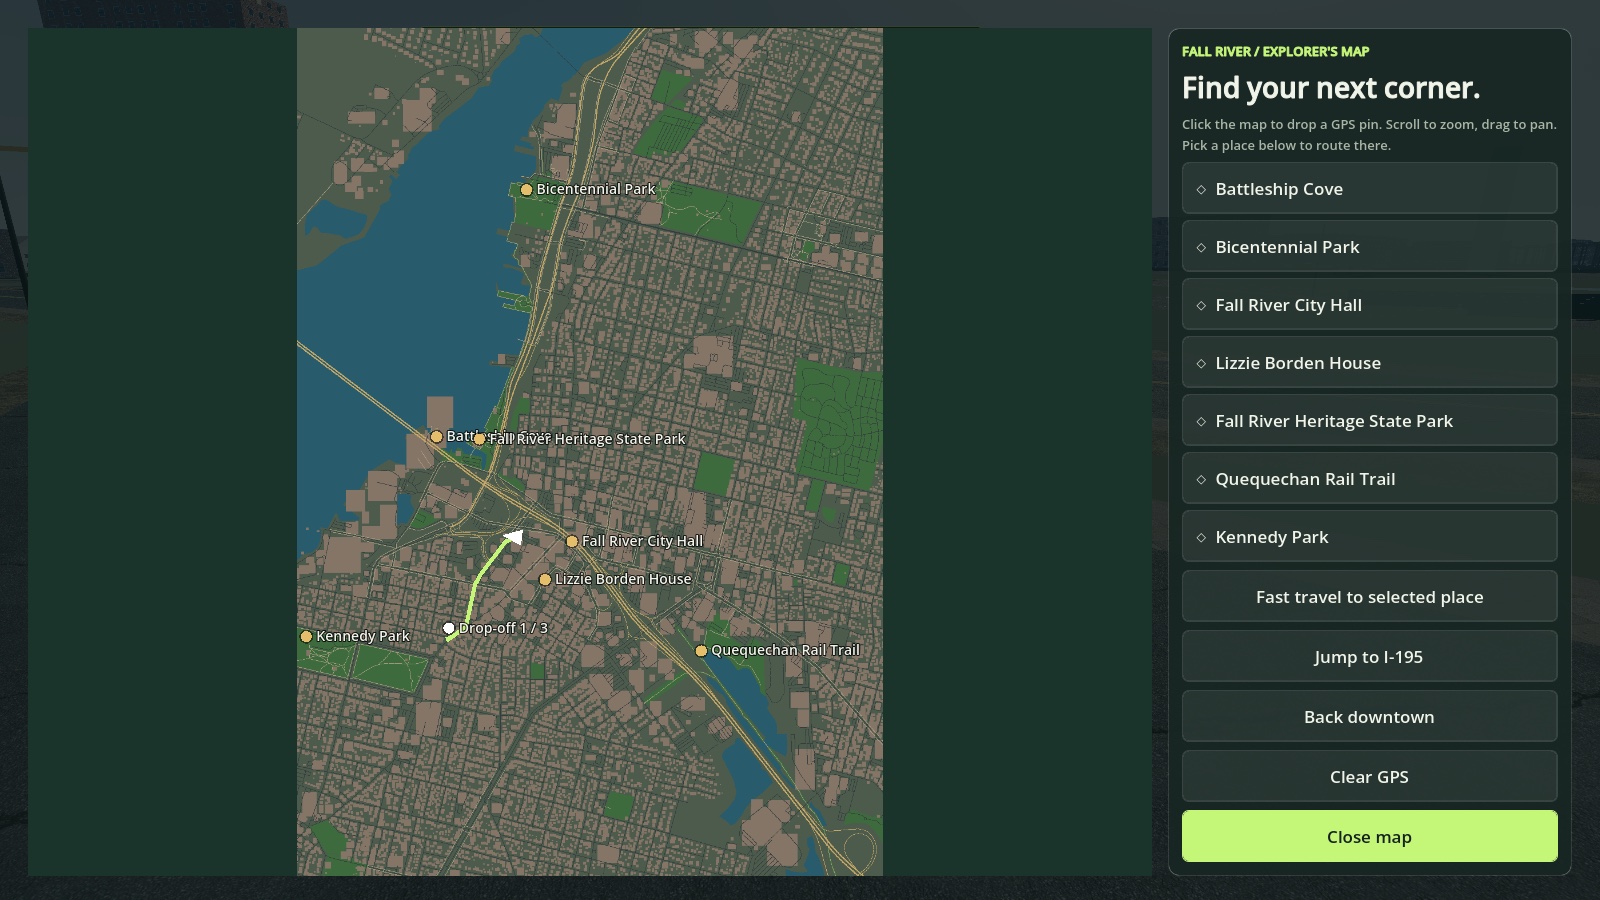 FALL RIVER / EXPLORER'S MAP
Find your next corner.
Click the map to drop a GPS pin. Scroll to zoom, drag to pan.
Pick a place below to route there.
Battleship Cove
Bicentennial Park
Fall River City Hall
Lizzie Borden House
Fall River Heritage State Park
Quequechan Rail Trail
Kennedy Park
Fast travel to selected place
Jump to I-195
Back downtown
Clear GPS
Close map
Bicentennial Park
Battleship Cove
Fall River Heritage State Park
Fall River City Hall
Lizzie Borden House
Drop-off 1 / 3
Kennedy Park
Quequechan Rail Trail